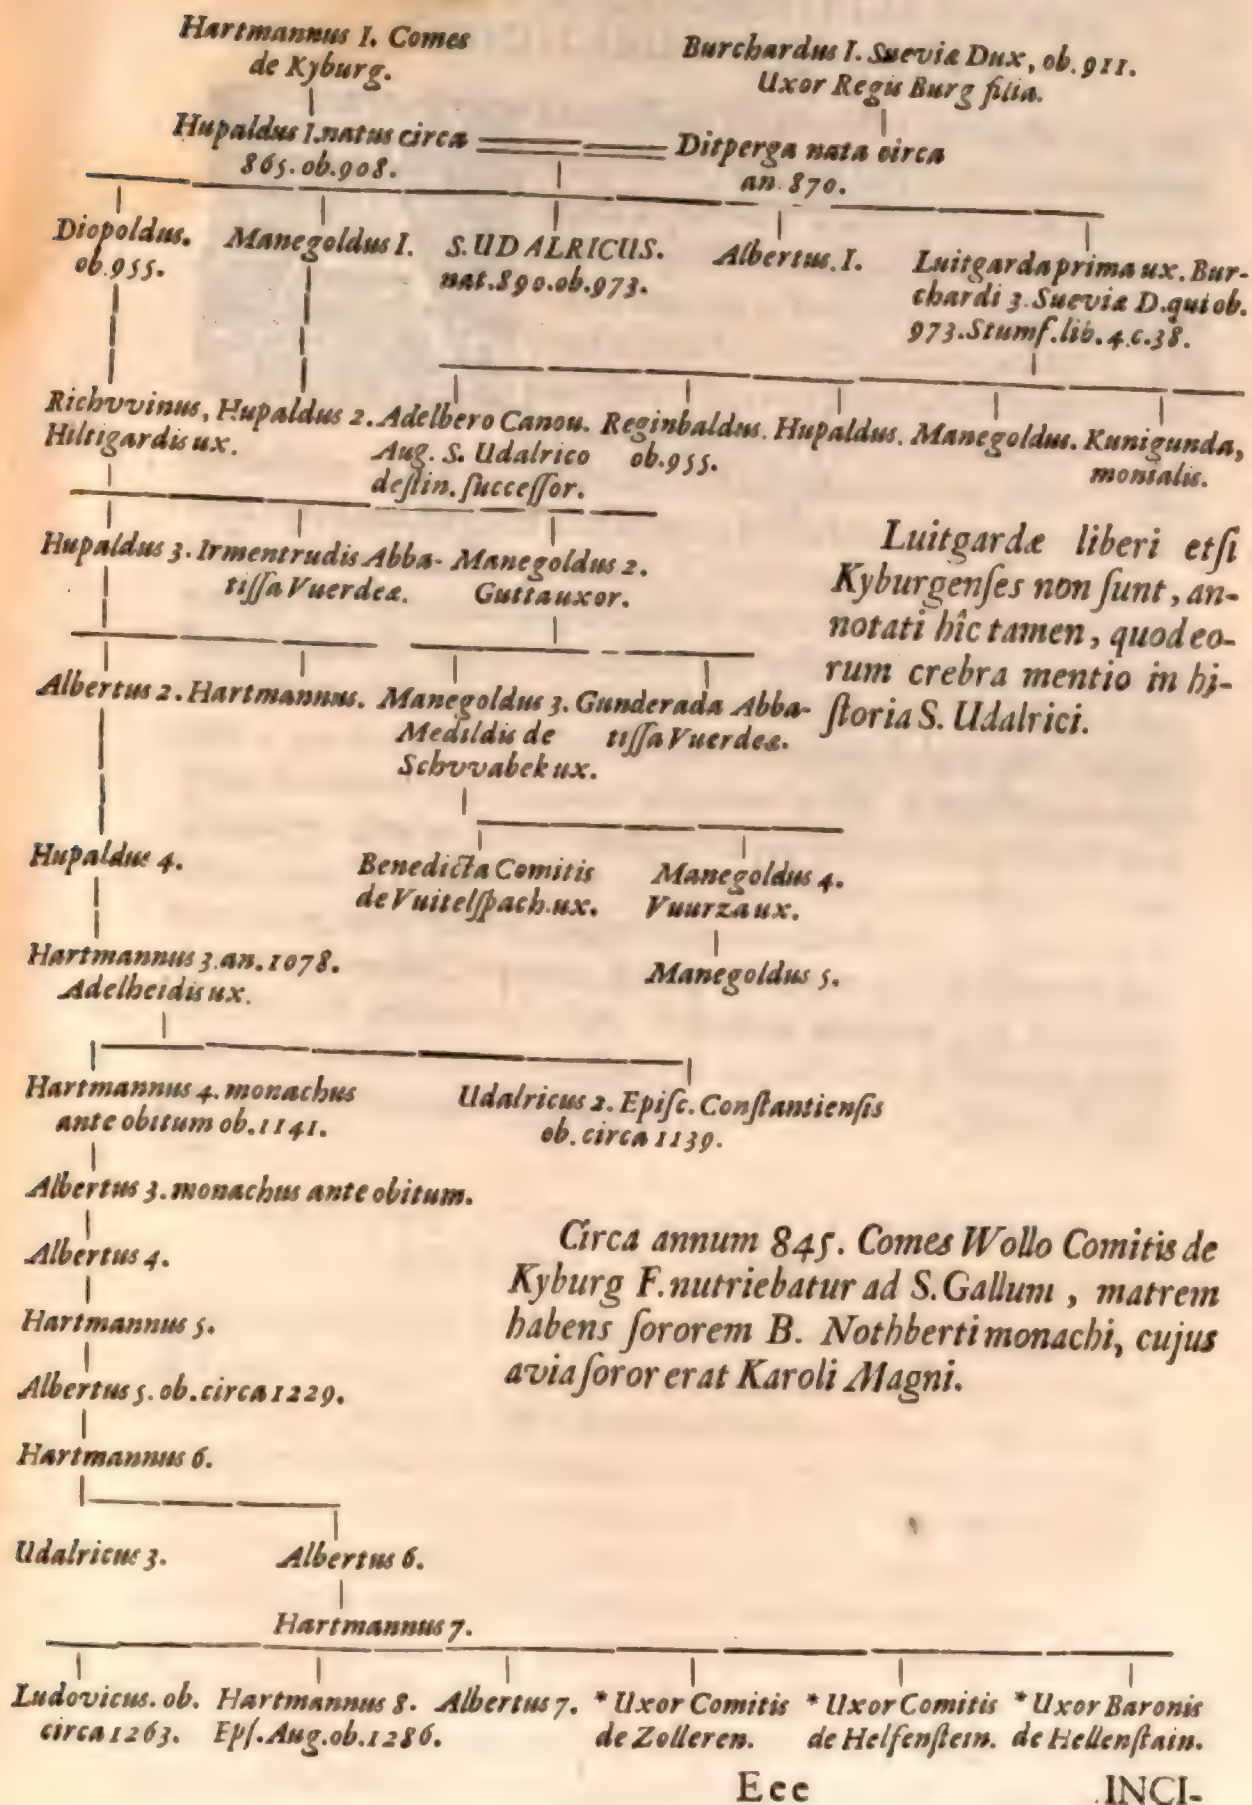 Hartmannus I. Comes
de Kyburg.
Burchardus I. Sueviæ Dux, ob. 911.
Uxor Regis Burg filia.
Hupaldus I. natus circa
865. ob. 908.
Ditperga nata circa
an. 870.
Diopoldus.
ob. 955.
Manegoldus I.
S. UDALRICUS.
nat. 890. ob. 973.
Albertus. I.
Luitgarda prima ux. Bur-
chardi 3. Sueviæ D. qui ob.
973. Stumf. lib. 4. c. 38.
Richvvinus,
Hiltigardis ux.
Hupaldus 2.
Adelbero Canon.
Aug. S. Udalrico
deſtin. ſucceſſor.
Reginbaldus.
ob. 955.
Hupaldus.
Manegoldus.
Kunigunda,
monialis.
Hupaldus 3.
Irmentrudis Abba-
tiſſa Vuerdeæ.
Manegoldus 2.
Gutta uxor.
Luitgardæ liberi etſi
Kyburgenſes non ſunt, an-
notati hîc tamen, quod eo-
rum crebra mentio in hi-
ſtoria S. Udalrici.
Albertus 2.
Hartmannus.
Manegoldus 3.
Medildis de
Schvvabek ux.
Gunderada Abba-
tiſſa Vuerdeæ.
Hupaldus 4.
Benedicta Comitis
de Vuitelſpach. ux.
Manegoldus 4.
Vuurza ux.
Hartmannus 3. an. 1078.
Adelheidis ux.
Manegoldus 5.
Hartmannus 4. monachus
ante obitum ob. 1141.
Udalricus 2. Epiſc. Conſtantienſis
ob. circa 1139.
Albertus 3. monachus ante obitum.
Albertus 4.
Hartmannus 5.
Albertus 5. ob. circa 1229.
Hartmannus 6.
Circa annum 845. Comes Wollo Comitis de
Kyburg F. nutriebatur ad S. Gallum, matrem
habens ſororem B. Nothberti monachi, cujus
avia ſoror erat Karoli Magni.
Udalricus 3.
Albertus 6.
Hartmannus 7.
Ludovicus. ob.
circa 1263.
Hartmannus 8.
Epſ. Aug. ob. 1286.
Albertus 7.
* Uxor Comitis
de Zolleren.
* Uxor Comitis
de Helfenſtein.
* Uxor Baronis
de Hellenſtain.
Eee
INCI-